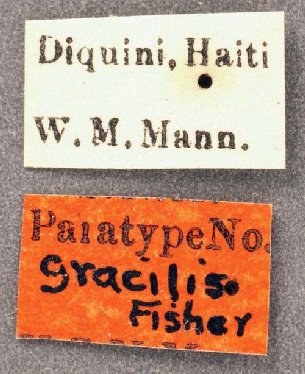 Diquini, Haiti
W. M. Mann.
Paratype No.
gracilis
Fisher